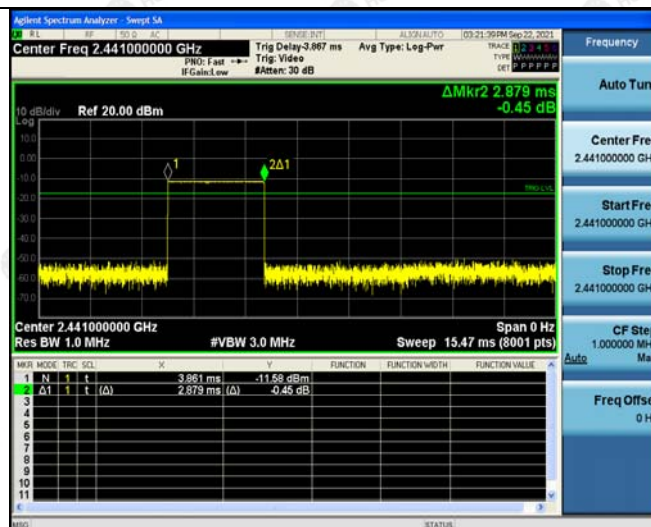 Agilent Spectrum Analyzer - Swept SA
RL RF 50 Ω AC SENSE:INT ALIGN AUTO 03:21:39 PM Sep 22, 2021
Center Freq 2.441000000 GHz
PNO: Fast
IFGain:Low
Trig Delay-3.867 ms
Trig: Video
#Atten: 30 dB
Avg Type: Log-Pwr
TRACE 1 2 3 4 5 6
TYPE
DET P P P P P P
ΔMkr2 2.879 ms
-0.45 dB
10 dB/div Ref 20.00 dBm
Log
10.0
0.00
-10.0
-20.0
-30.0
-40.0
-50.0
-60.0
-70.0
1
2Δ1
TRIG LVL
Center 2.441000000 GHz Span 0 Hz
Res BW 1.0 MHz #VBW 3.0 MHz Sweep 15.47 ms (8001 pts)
MKR MODE TRC SCL X Y FUNCTION FUNCTION WIDTH FUNCTION VALUE
1 N 1 t 3.861 ms -11.58 dBm
2 Δ1 1 t (Δ) 2.879 ms (Δ) -0.45 dB
3
4
5
6
7
8
9
10
11
MSG STATUS
Frequency
Auto Tun
Center Fre
2.441000000 GH
Start Fre
2.441000000 GH
Stop Fre
2.441000000 GH
CF Ste
1.000000 MH
Auto Ma
Freq Offse
0 H